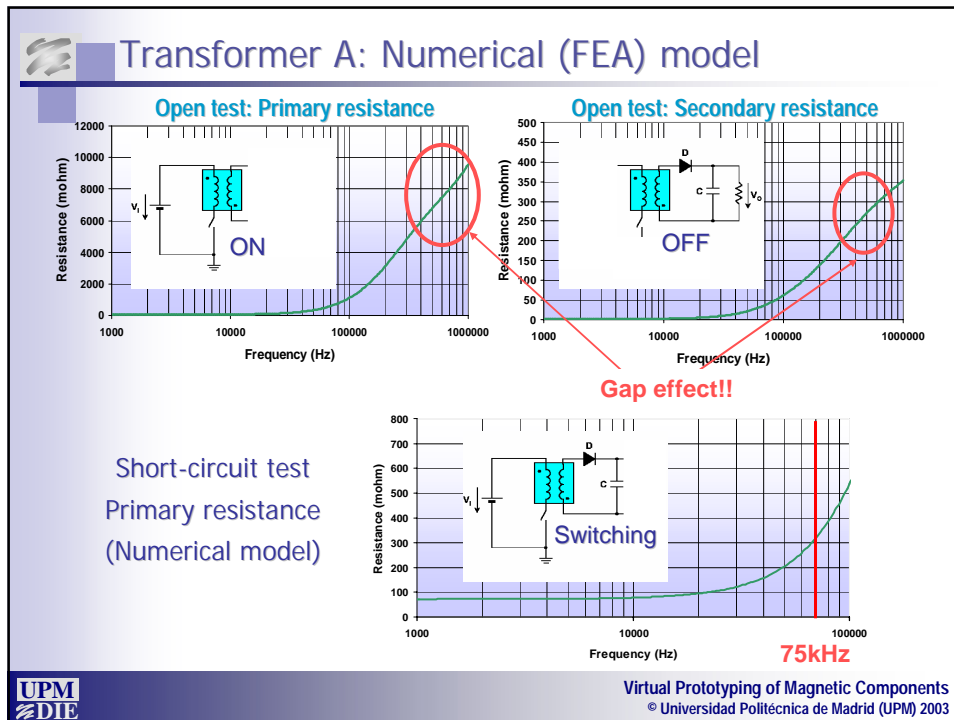 Transformer A: Numerical (FEA) model
Open test: Primary resistance
12000
10000
8000
6000
4000
2000
0
Resistance (mohm)
1000
10000
100000
1000000
Frequency (Hz)
VI
ON
Open test: Secondary resistance
500
450
400
350
300
250
200
150
100
50
0
Resistance (mohm)
1000
10000
100000
1000000
Frequency (Hz)
D
C
Vo
OFF
Gap effect!!
Short-circuit test
Primary resistance
(Numerical model)
800
700
600
500
400
300
200
100
0
Resistance (mohm)
1000
10000
100000
Frequency (Hz)
D
C
VI
Switching
75kHz
UPM
DIE
Virtual Prototyping of Magnetic Components
© Universidad Politécnica de Madrid (UPM) 2003